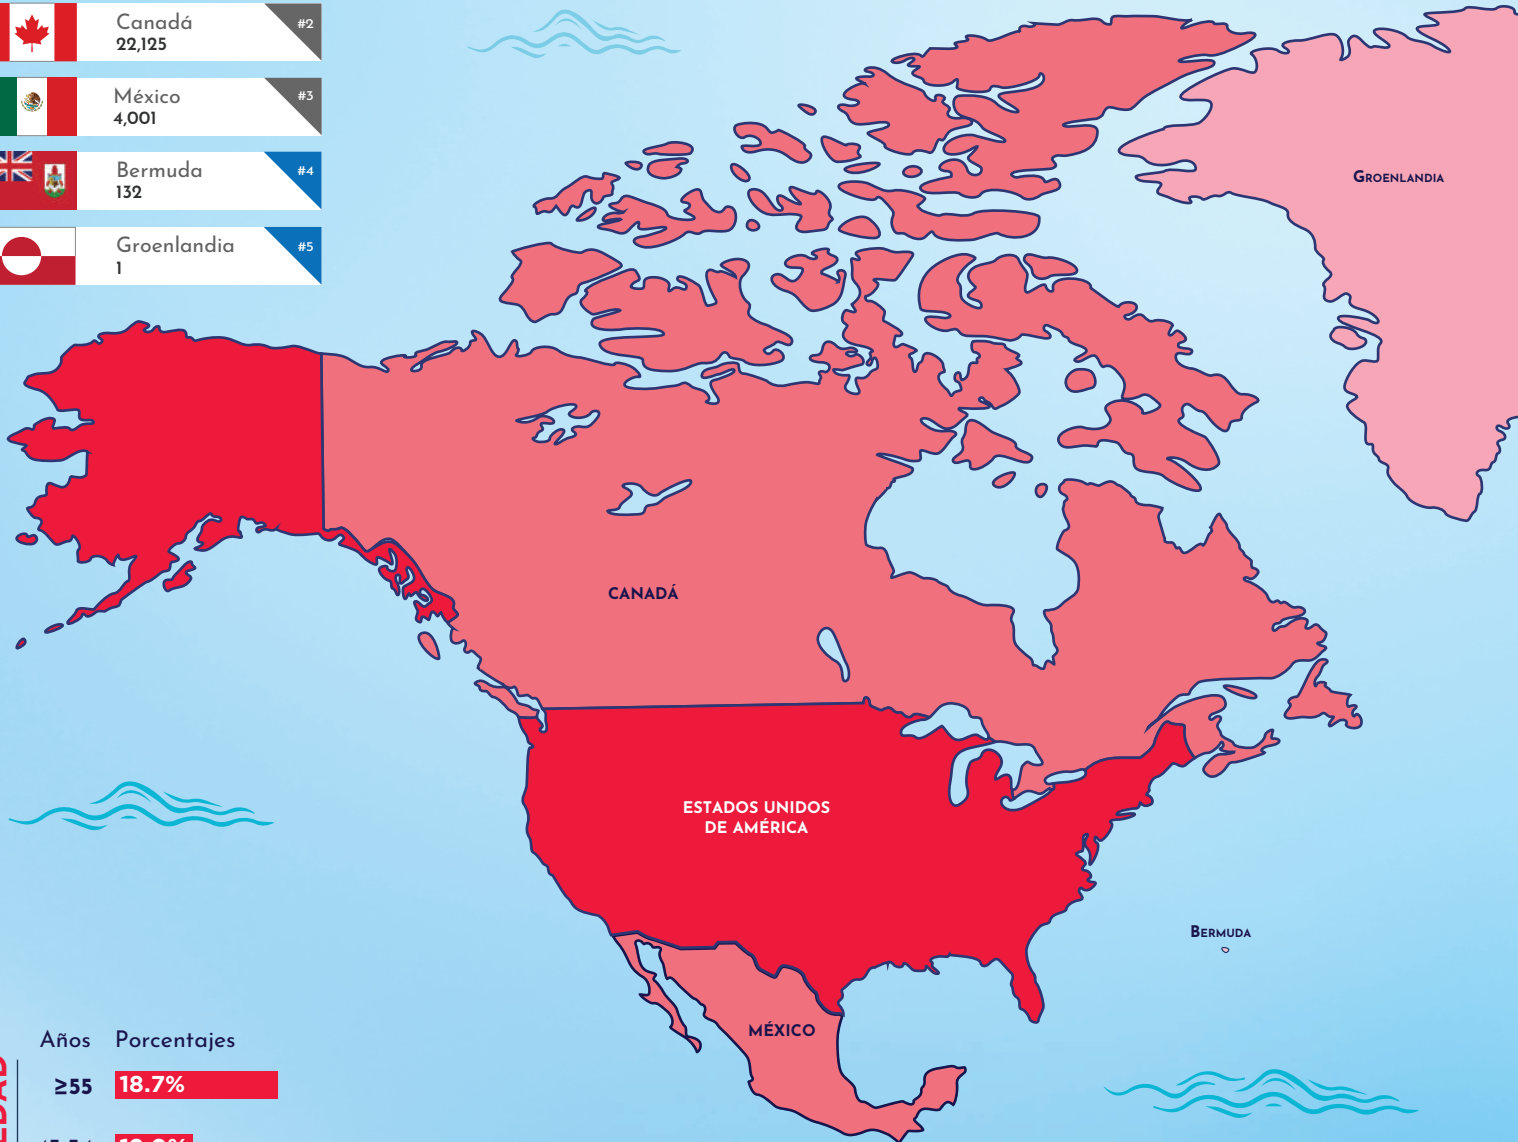 Canadá
22,125
#2
México
4,001
#3
Bermuda
132
#4
Groenlandia
1
#5
Groenlandia
CANADÁ
ESTADOS UNIDOS
DE AMÉRICA
Bermuda
MÉXICO
Años Porcentajes
EDAD
≥55 18.7%